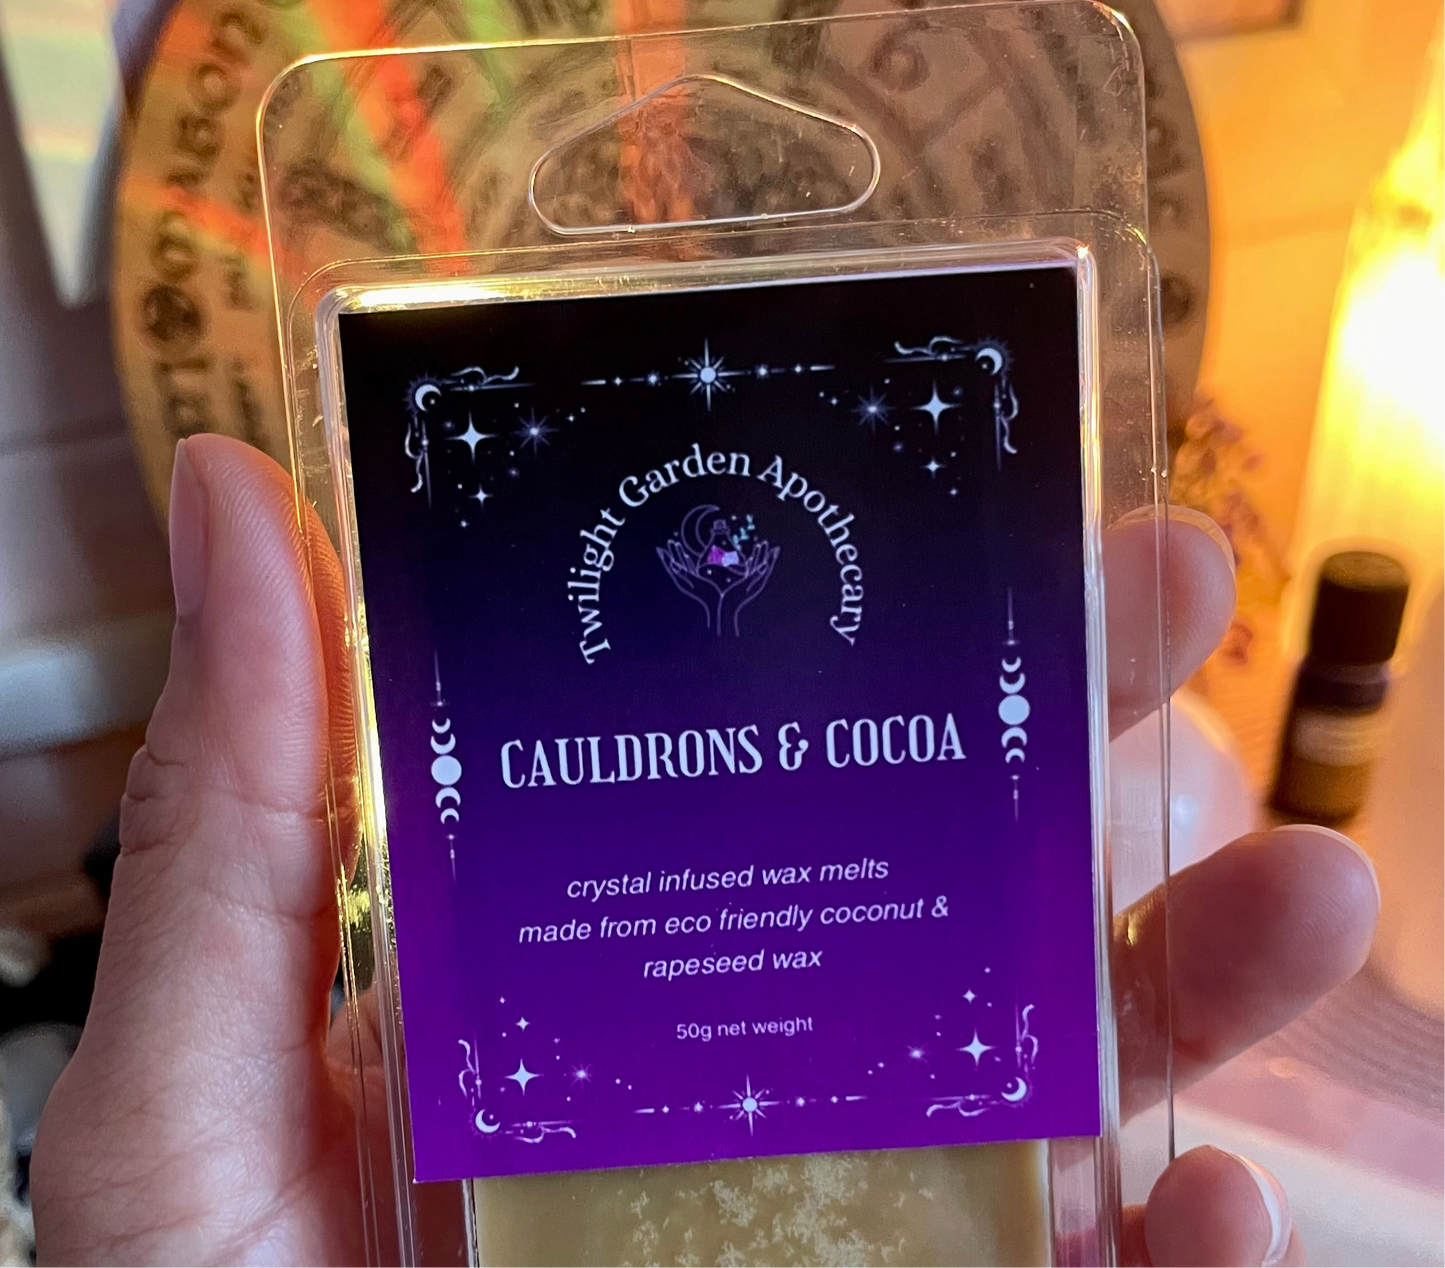 Twilight Garden Apothecary
CAULDRONS & COCOA
crystal infused wax melts
made from eco friendly coconut &
rapeseed wax
50g net weight